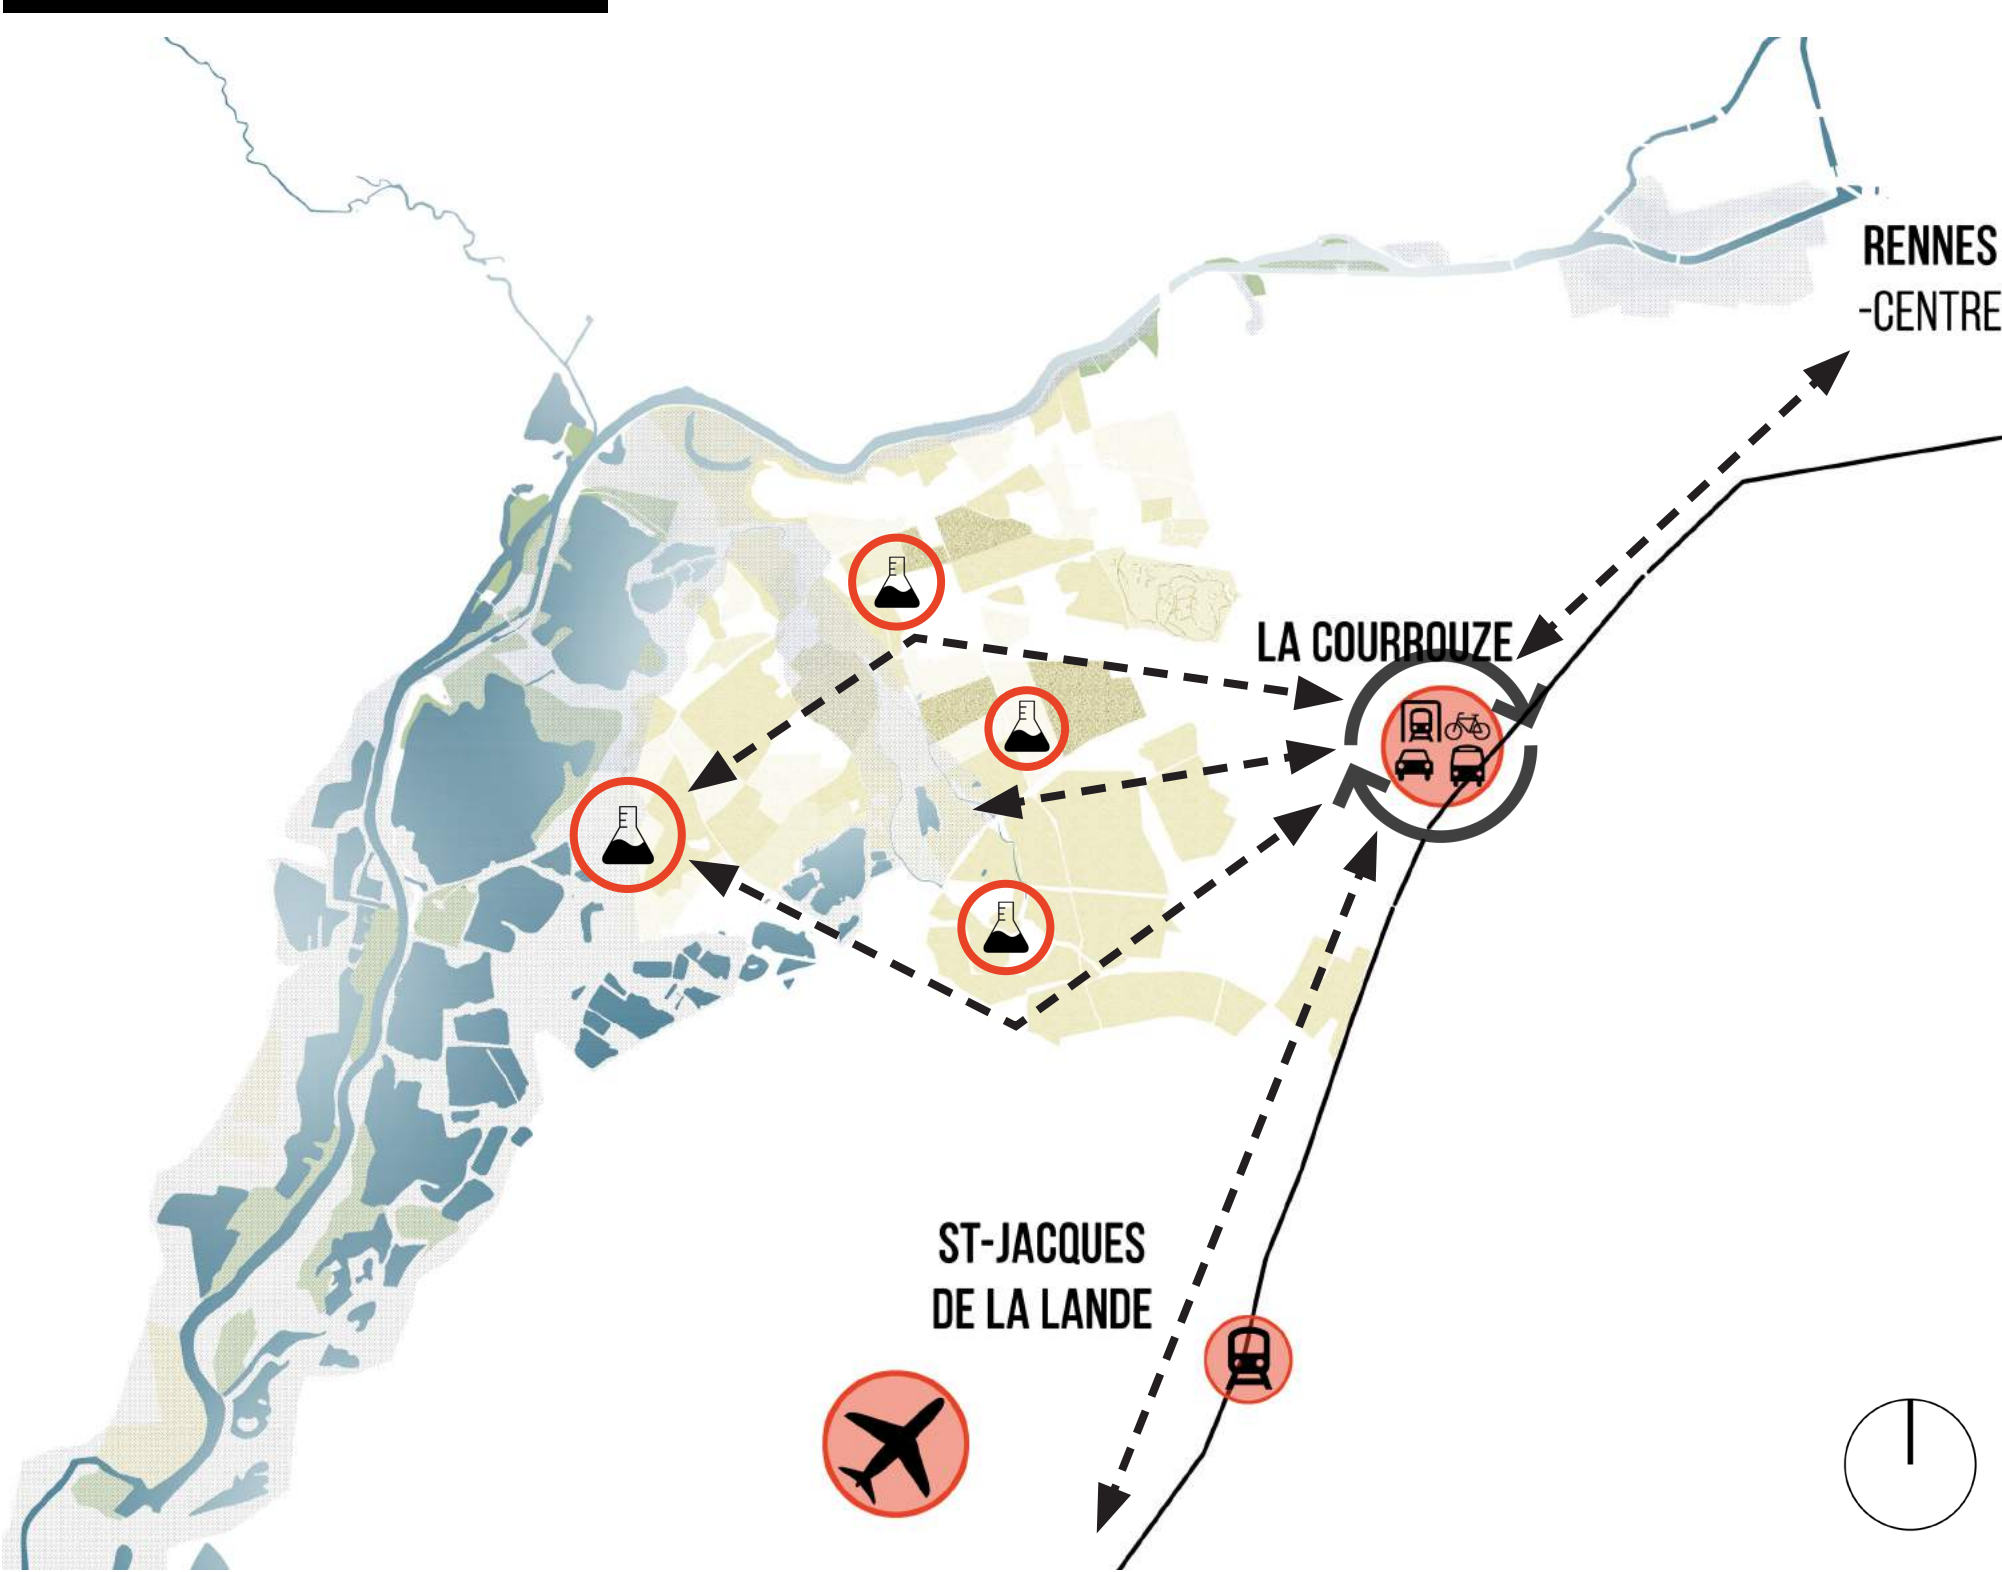 RENNES
-CENTRE
LA COURROUZE
ST-JACQUES
DE LA LANDE